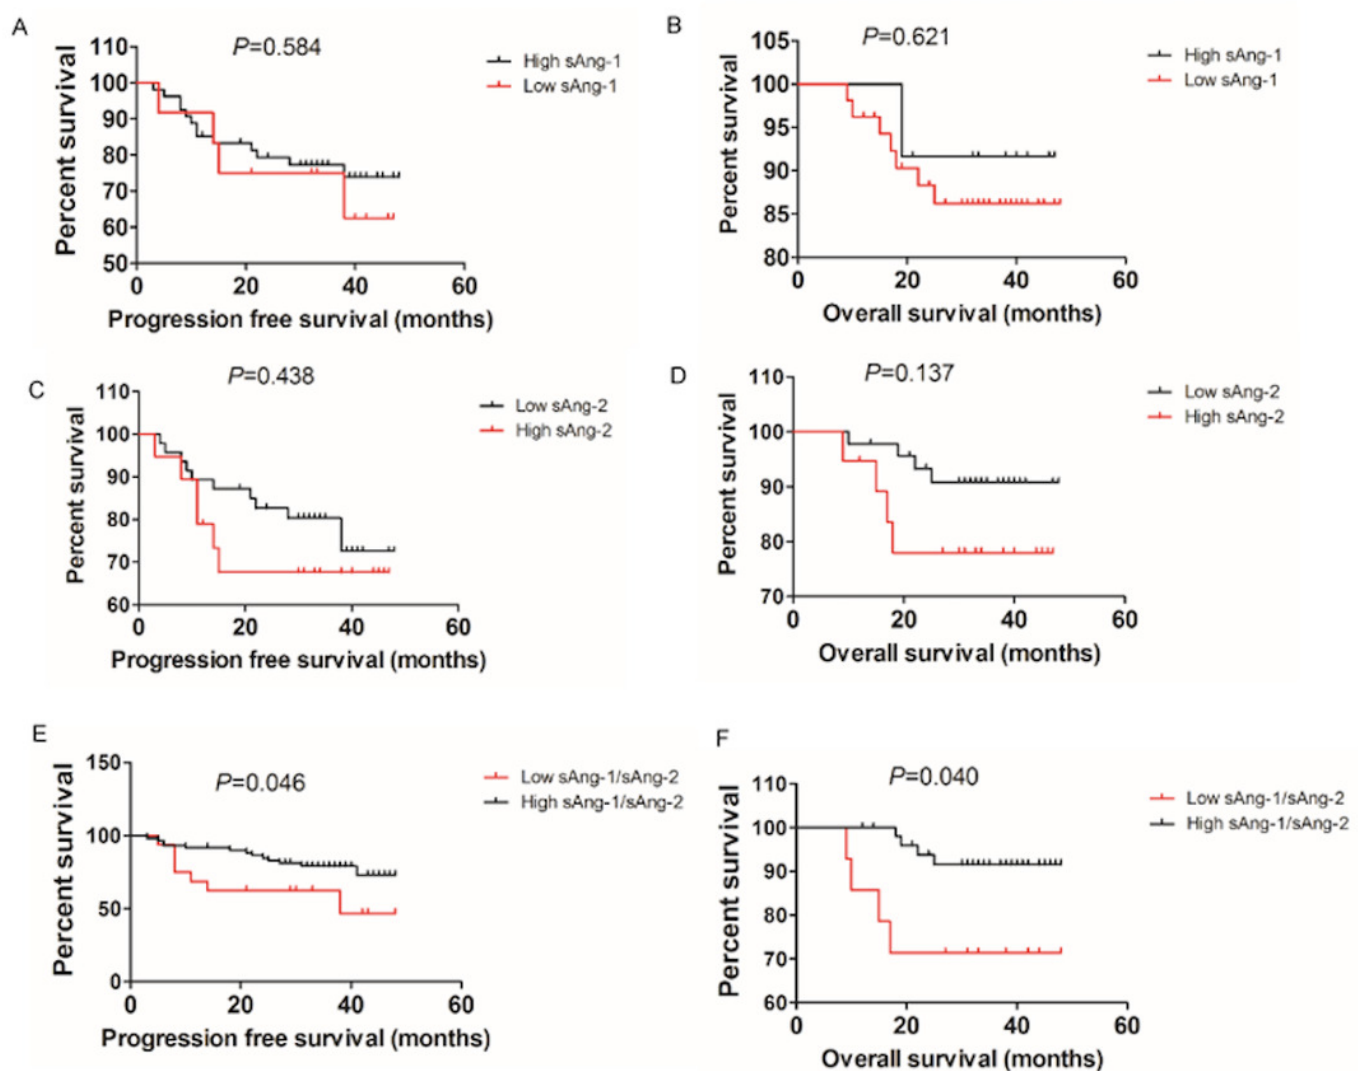 A
P=0.584
High sAng-1
Low sAng-1
Percent survival
110
100
90
80
70
60
50
0 20 40 60
Progression free survival (months)
B
P=0.621
High sAng-1
Low sAng-1
Percent survival
105
100
95
90
85
80
0 20 40 60
Overall survival (months)
C
P=0.438
Low sAng-2
High sAng-2
Percent survival
110
100
90
80
70
60
0 20 40 60
Progression free survival (months)
D
P=0.137
Low sAng-2
High sAng-2
Percent survival
110
100
90
80
70
0 20 40 60
Overall survival (months)
E
P=0.046
Low sAng-1/sAng-2
High sAng-1/sAng-2
Percent survival
150
100
50
0
0 20 40 60
Progression free survival (months)
F
P=0.040
Low sAng-1/sAng-2
High sAng-1/sAng-2
Percent survival
110
100
90
80
70
60
0 20 40 60
Overall survival (months)